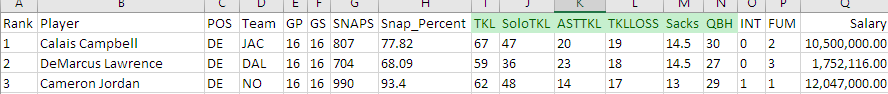 A B C D E F G H I J K L M N O P Q
Rank Player POS Team GP GS SNAPS Snap_Percent TKL SoloTKL ASTTKL TKLLOSS Sacks QBH INT FUM Salary
1 Calais Campbell DE JAC 16 16 807 77.82 67 47 20 19 14.5 30 0 2 10,500,000.00
2 DeMarcus Lawrence DE DAL 16 16 704 68.09 59 36 23 18 14.5 27 0 3 1,752,116.00
3 Cameron Jordan DE NO 16 16 990 93.4 62 48 14 17 13 29 1 1 12,047,000.00